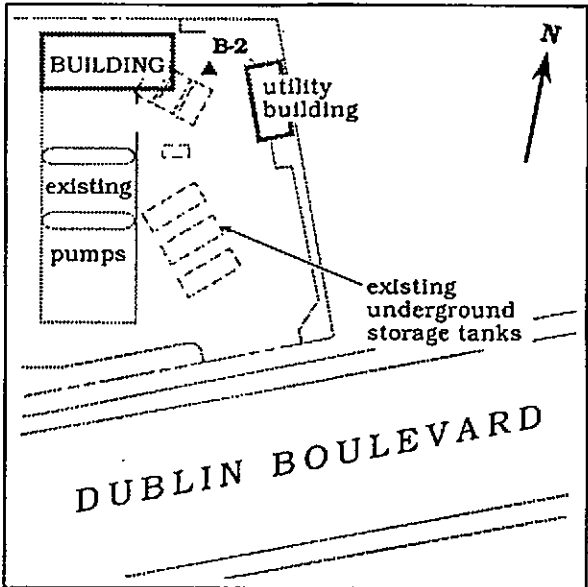 N
B-2
BUILDING
utility
building
existing
pumps
existing
underground
storage tanks
DUBLIN BOULEVARD